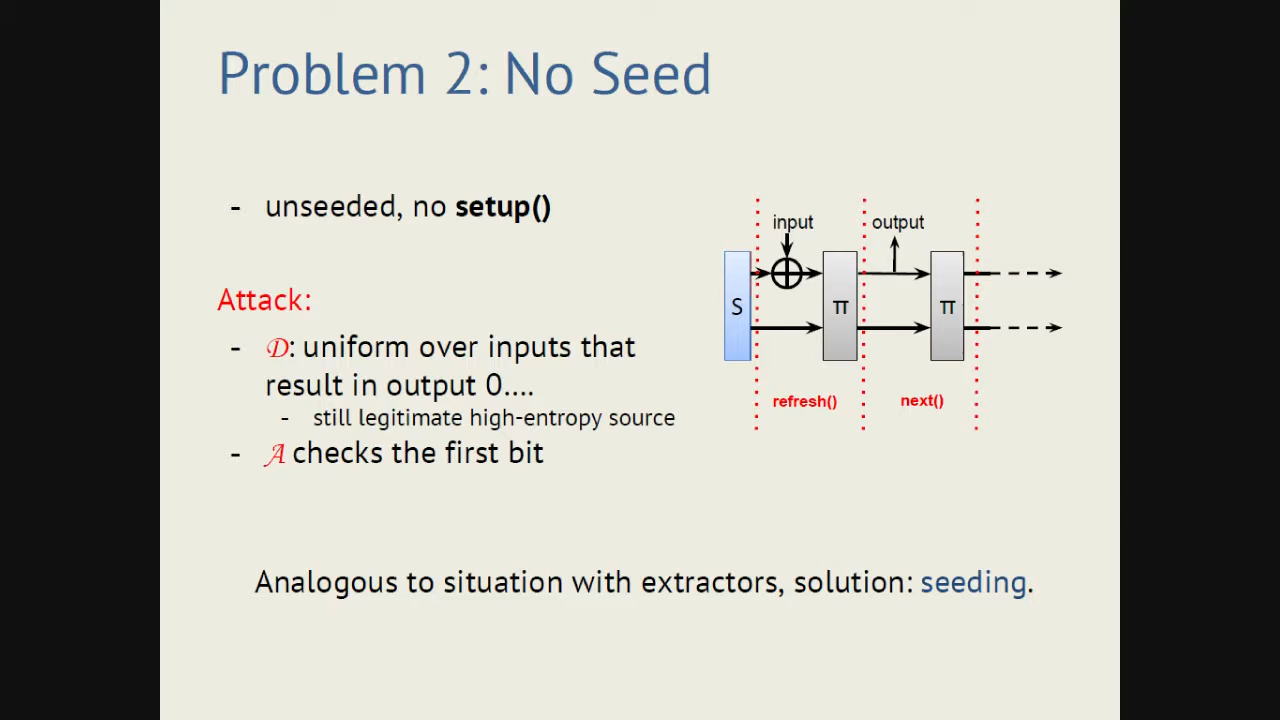 Problem 2: No Seed
- unseeded, no setup()
Attack:
- D: uniform over inputs that
result in output 0....
- still legitimate high-entropy source
- A checks the first bit
input
output
S
π
π
refresh()
next()
Analogous to situation with extractors, solution: seeding.